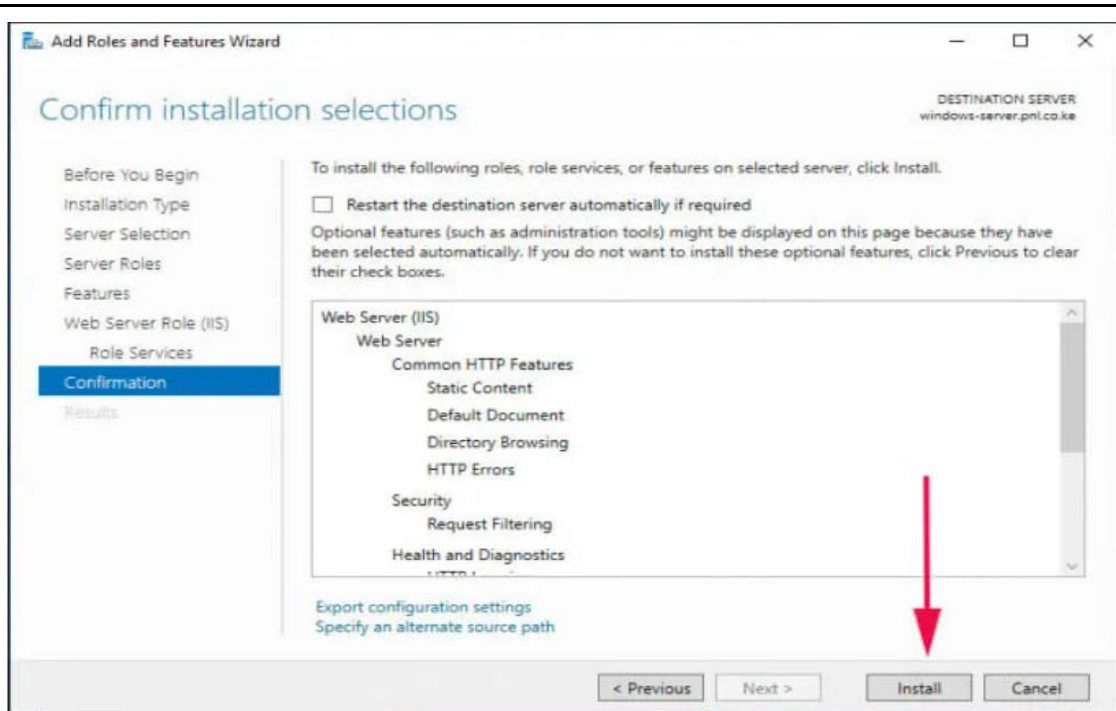 Add Roles and Features Wizard
Confirm installation selections
DESTINATION SERVER
windows-server.pnl.co.ke
Before You Begin
Installation Type
Server Selection
Server Roles
Features
Web Server Role (IIS)
Role Services
Confirmation
Results
To install the following roles, role services, or features on selected server, click Install.
Restart the destination server automatically if required
Optional features (such as administration tools) might be displayed on this page because they have
been selected automatically. If you do not want to install these optional features, click Previous to clear
their check boxes.
Web Server (IIS)
Web Server
Common HTTP Features
Static Content
Default Document
Directory Browsing
HTTP Errors
Security
Request Filtering
Health and Diagnostics
Export configuration settings
Specify an alternate source path
< Previous
Next >
Install
Cancel